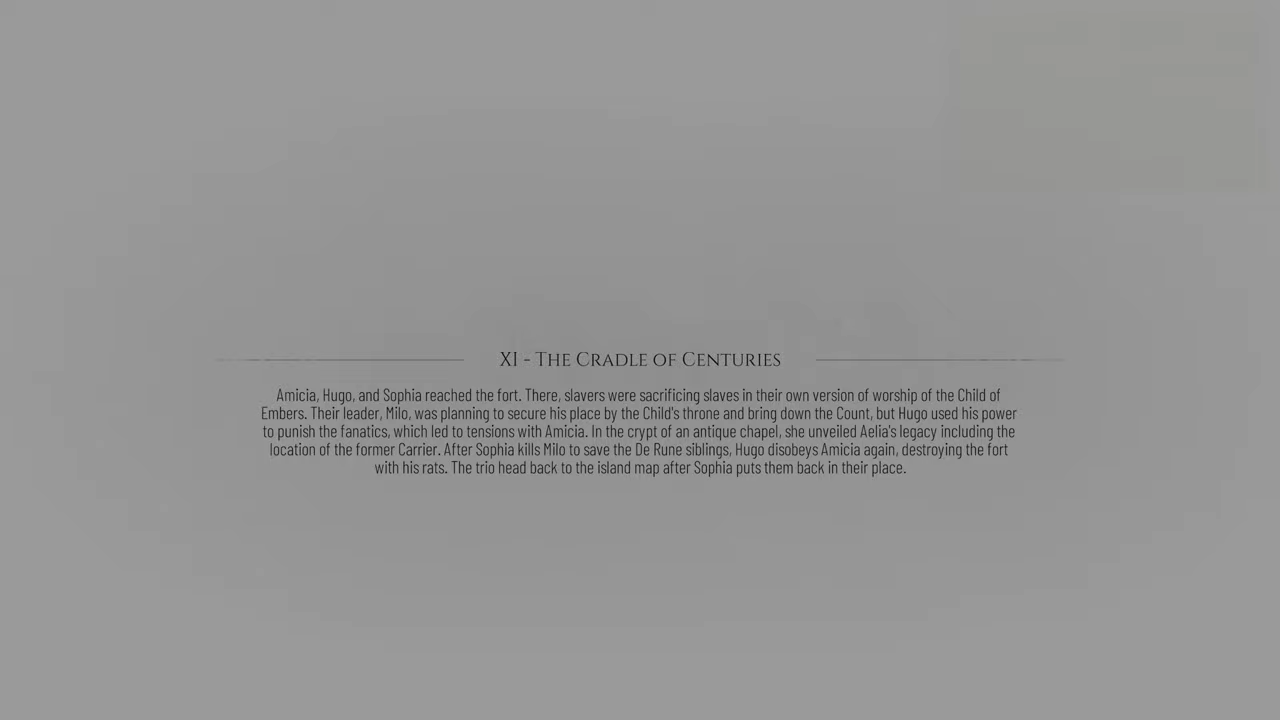 XI - The Cradle of Centuries
Amicia, Hugo, and Sophia reached the fort. There, slavers were sacrificing slaves in their own version of worship of the Child of
Embers. Their leader, Milo, was planning to secure his place by the Child's throne and bring down the Count, but Hugo used his power
to punish the fanatics, which led to tensions with Amicia. In the crypt of an antique chapel, she unveiled Aelia's legacy including the
location of the former Carrier. After Sophia kills Milo to save the De Rune siblings, Hugo disobeys Amicia again, destroying the fort
with his rats. The trio head back to the island map after Sophia puts them back in their place.